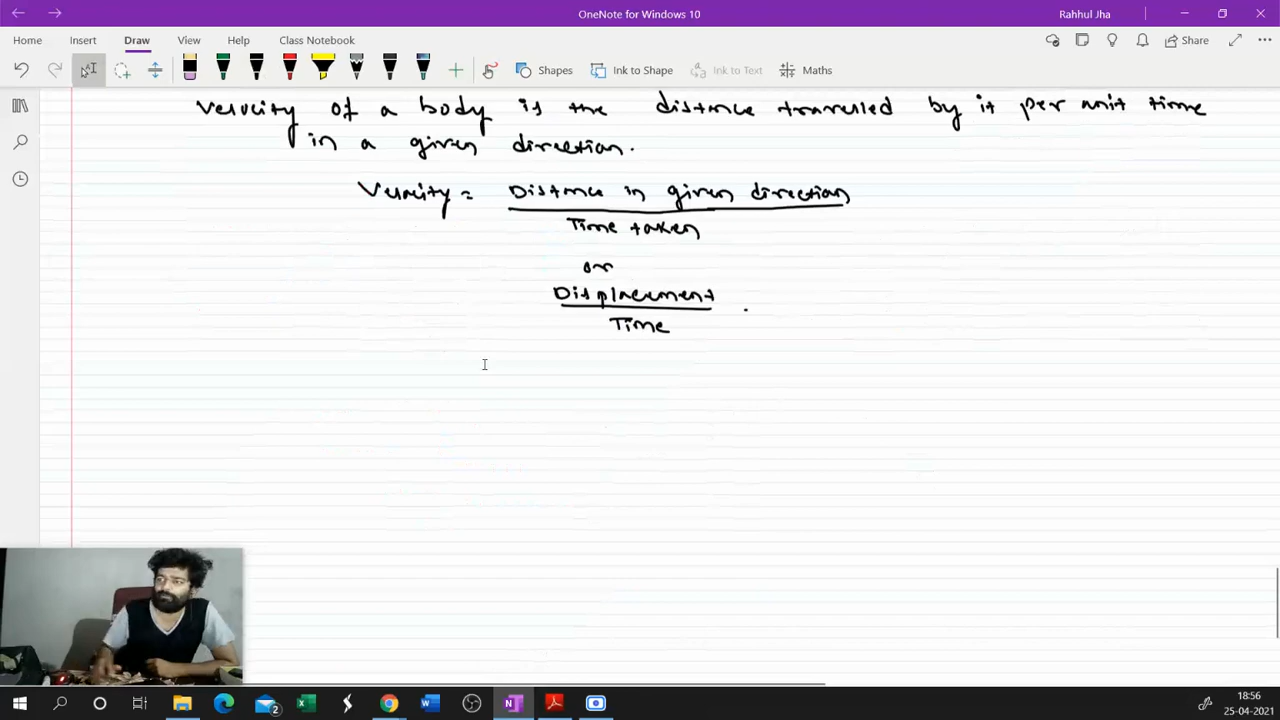 OneNote for Windows 10
Rahhul Jha
Home Insert Draw View Help Class Notebook
Share
Shapes Ink to Shape Ink to Text Maths
Velocity of a body is the distance travelled by it per unit time
in a given direction.
Velocity = Distance in given direction
Time taken
or
Displacement
Time
2
18:56
25-04-2021